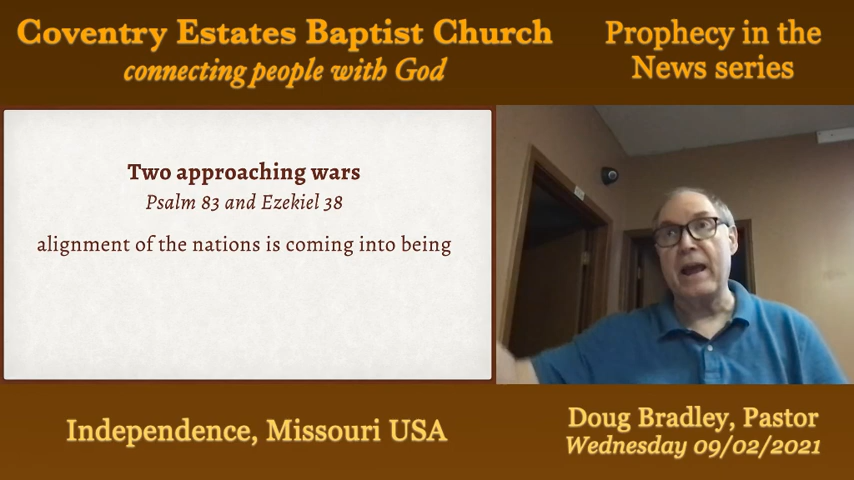 Coventry Estates Baptist Church
connecting people with God
Prophecy in the
News series
Two approaching wars
Psalm 83 and Ezekiel 38
alignment of the nations is coming into being
Independence, Missouri USA
Doug Bradley, Pastor
Wednesday 09/02/2021